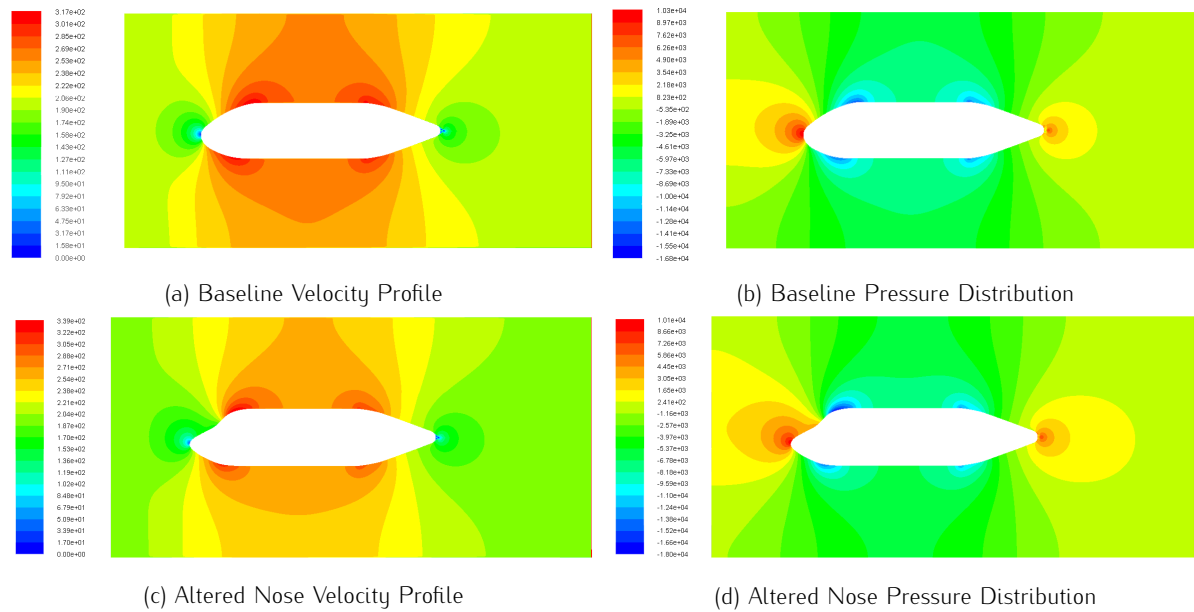 3.17e+02
3.01e+02
2.85e+02
2.69e+02
2.53e+02
2.38e+02
2.22e+02
2.06e+02
1.90e+02
1.74e+02
1.58e+02
1.43e+02
1.27e+02
1.11e+02
9.50e+01
7.92e+01
6.33e+01
4.75e+01
3.17e+01
1.58e+01
0.00e+00
(a) Baseline Velocity Profile
1.03e+04
8.97e+03
7.62e+03
6.26e+03
4.90e+03
3.54e+03
2.18e+03
8.23e+02
-5.35e+02
-1.89e+03
-3.25e+03
-4.61e+03
-5.97e+03
-7.33e+03
-8.69e+03
-1.00e+04
-1.14e+04
-1.28e+04
-1.41e+04
-1.55e+04
-1.68e+04
(b) Baseline Pressure Distribution
3.39e+02
3.22e+02
3.05e+02
2.88e+02
2.71e+02
2.54e+02
2.38e+02
2.21e+02
2.04e+02
1.87e+02
1.70e+02
1.53e+02
1.36e+02
1.19e+02
1.02e+02
8.48e+01
6.79e+01
5.09e+01
3.39e+01
1.70e+01
0.00e+00
(c) Altered Nose Velocity Profile
1.01e+04
8.66e+03
7.26e+03
5.86e+03
4.45e+03
3.05e+03
1.65e+03
2.41e+02
-1.16e+03
-2.57e+03
-3.97e+03
-5.37e+03
-6.78e+03
-8.18e+03
-9.59e+03
-1.10e+04
-1.24e+04
-1.38e+04
-1.52e+04
-1.66e+04
-1.80e+04
(d) Altered Nose Pressure Distribution